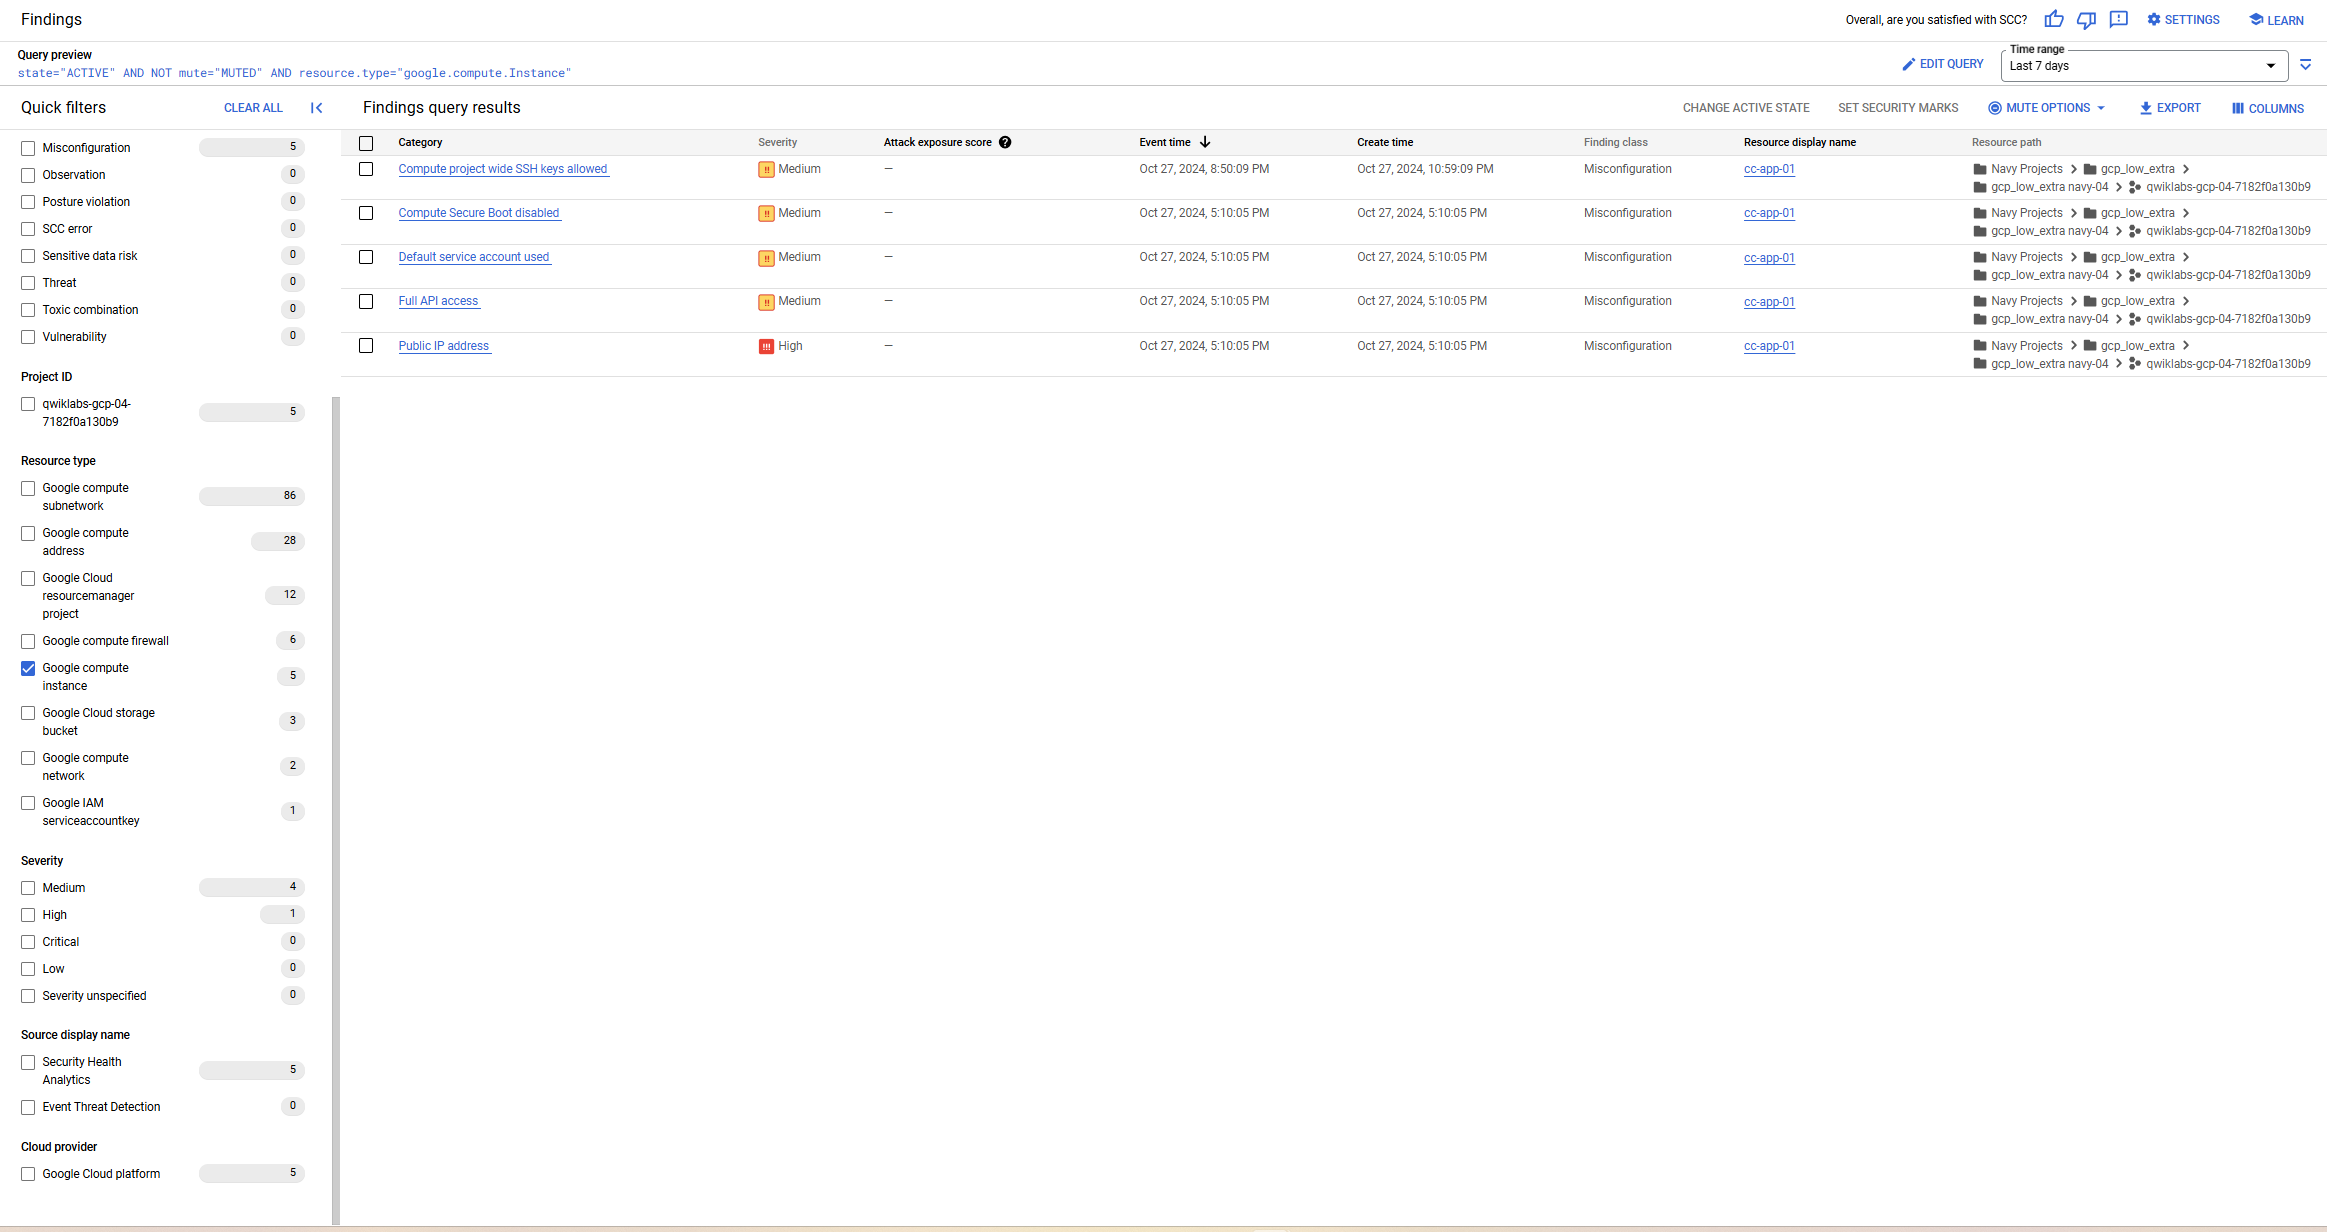 Findings
Overall, are you satisfied with SCC?
SETTINGS
LEARN
Query preview
state="ACTIVE" AND NOT mute="MUTED" AND resource.type="google.compute.Instance"
EDIT QUERY
Time range
Last 7 days
Quick filters
CLEAR ALL
Misconfiguration 5
Observation 0
Posture violation 0
SCC error 0
Sensitive data risk 0
Threat 0
Toxic combination 0
Vulnerability 0
Project ID
qwiklabs-gcp-04-
7182f0a130b9
5
Resource type
Google compute
subnetwork
86
Google compute
address
28
Google Cloud
resourcemanager
project
12
Google compute firewall 6
Google compute
instance
5
Google Cloud storage
bucket
3
Google compute
network
2
Google IAM
serviceaccountkey
1
Severity
Medium 4
High 1
Critical 0
Low 0
Severity unspecified 0
Source display name
Security Health
Analytics
5
Event Threat Detection 0
Cloud provider
Google Cloud platform 5
Findings query results
CHANGE ACTIVE STATE
SET SECURITY MARKS
MUTE OPTIONS
EXPORT
COLUMNS
Category Severity Attack exposure score Event time Create time Finding class Resource display name Resource path
Compute project wide SSH keys allowed !! Medium — Oct 27, 2024, 8:50:09 PM Oct 27, 2024, 10:59:09 PM Misconfiguration cc-app-01 Navy Projects > gcp_low_extra >
gcp_low_extra navy-04 > qwiklabs-gcp-04-7182f0a130b9
Compute Secure Boot disabled !! Medium — Oct 27, 2024, 5:10:05 PM Oct 27, 2024, 5:10:05 PM Misconfiguration cc-app-01 Navy Projects > gcp_low_extra >
gcp_low_extra navy-04 > qwiklabs-gcp-04-7182f0a130b9
Default service account used !! Medium — Oct 27, 2024, 5:10:05 PM Oct 27, 2024, 5:10:05 PM Misconfiguration cc-app-01 Navy Projects > gcp_low_extra >
gcp_low_extra navy-04 > qwiklabs-gcp-04-7182f0a130b9
Full API access !! Medium — Oct 27, 2024, 5:10:05 PM Oct 27, 2024, 5:10:05 PM Misconfiguration cc-app-01 Navy Projects > gcp_low_extra >
gcp_low_extra navy-04 > qwiklabs-gcp-04-7182f0a130b9
Public IP address !!! High — Oct 27, 2024, 5:10:05 PM Oct 27, 2024, 5:10:05 PM Misconfiguration cc-app-01 Navy Projects > gcp_low_extra >
gcp_low_extra navy-04 > qwiklabs-gcp-04-7182f0a130b9